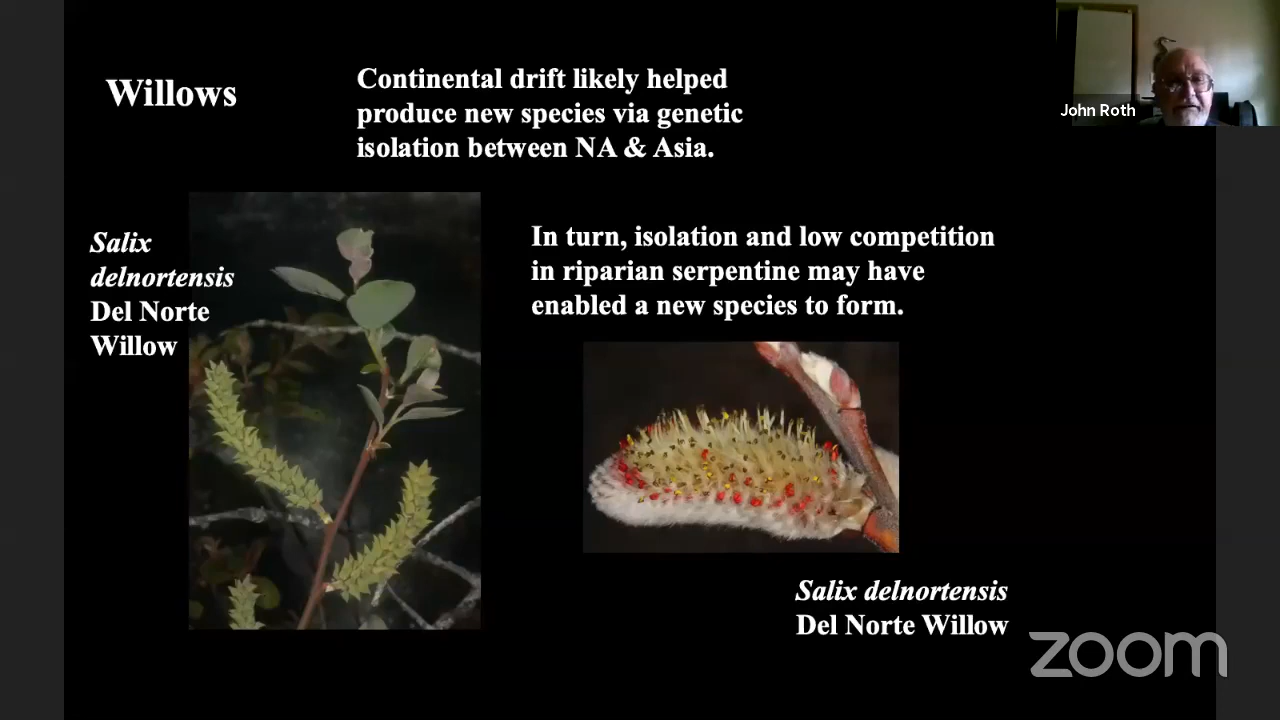 Willows
Continental drift likely helped
produce new species via genetic
isolation between NA & Asia.
John Roth
Salix
delnortensis
Del Norte
Willow
In turn, isolation and low competition
in riparian serpentine may have
enabled a new species to form.
Salix delnortensis
Del Norte Willow
zoom